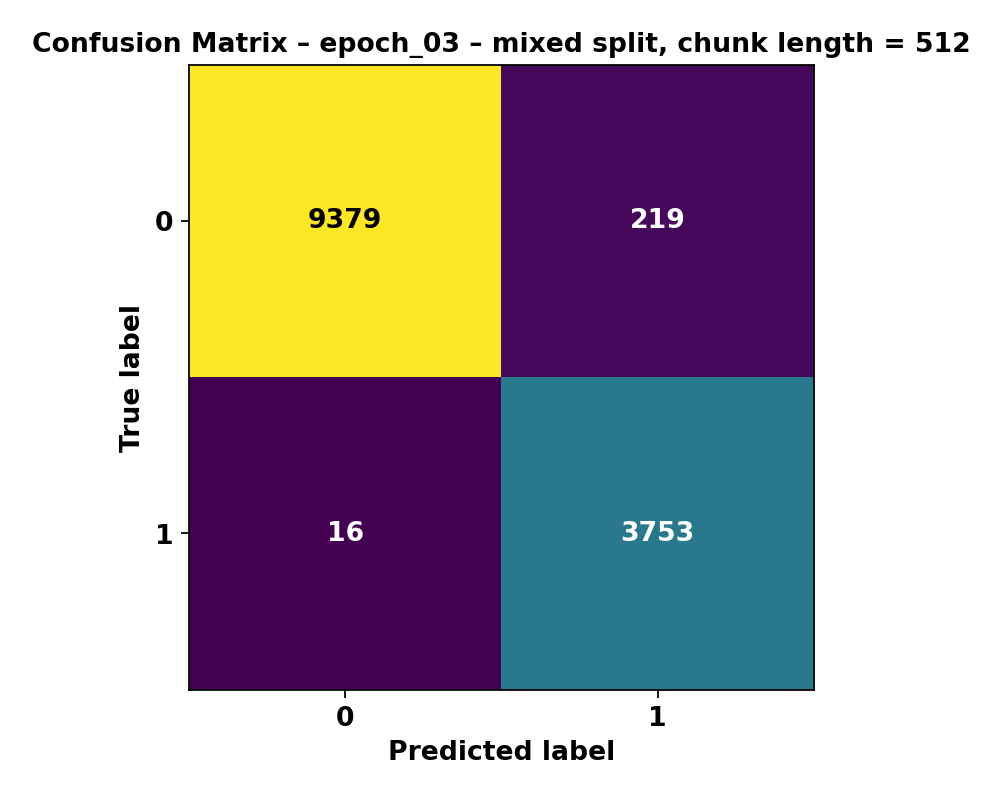 Confusion Matrix – epoch_03 – mixed split, chunk length = 512
9379 219
0
16 3753
1
0 1
Predicted label
True label